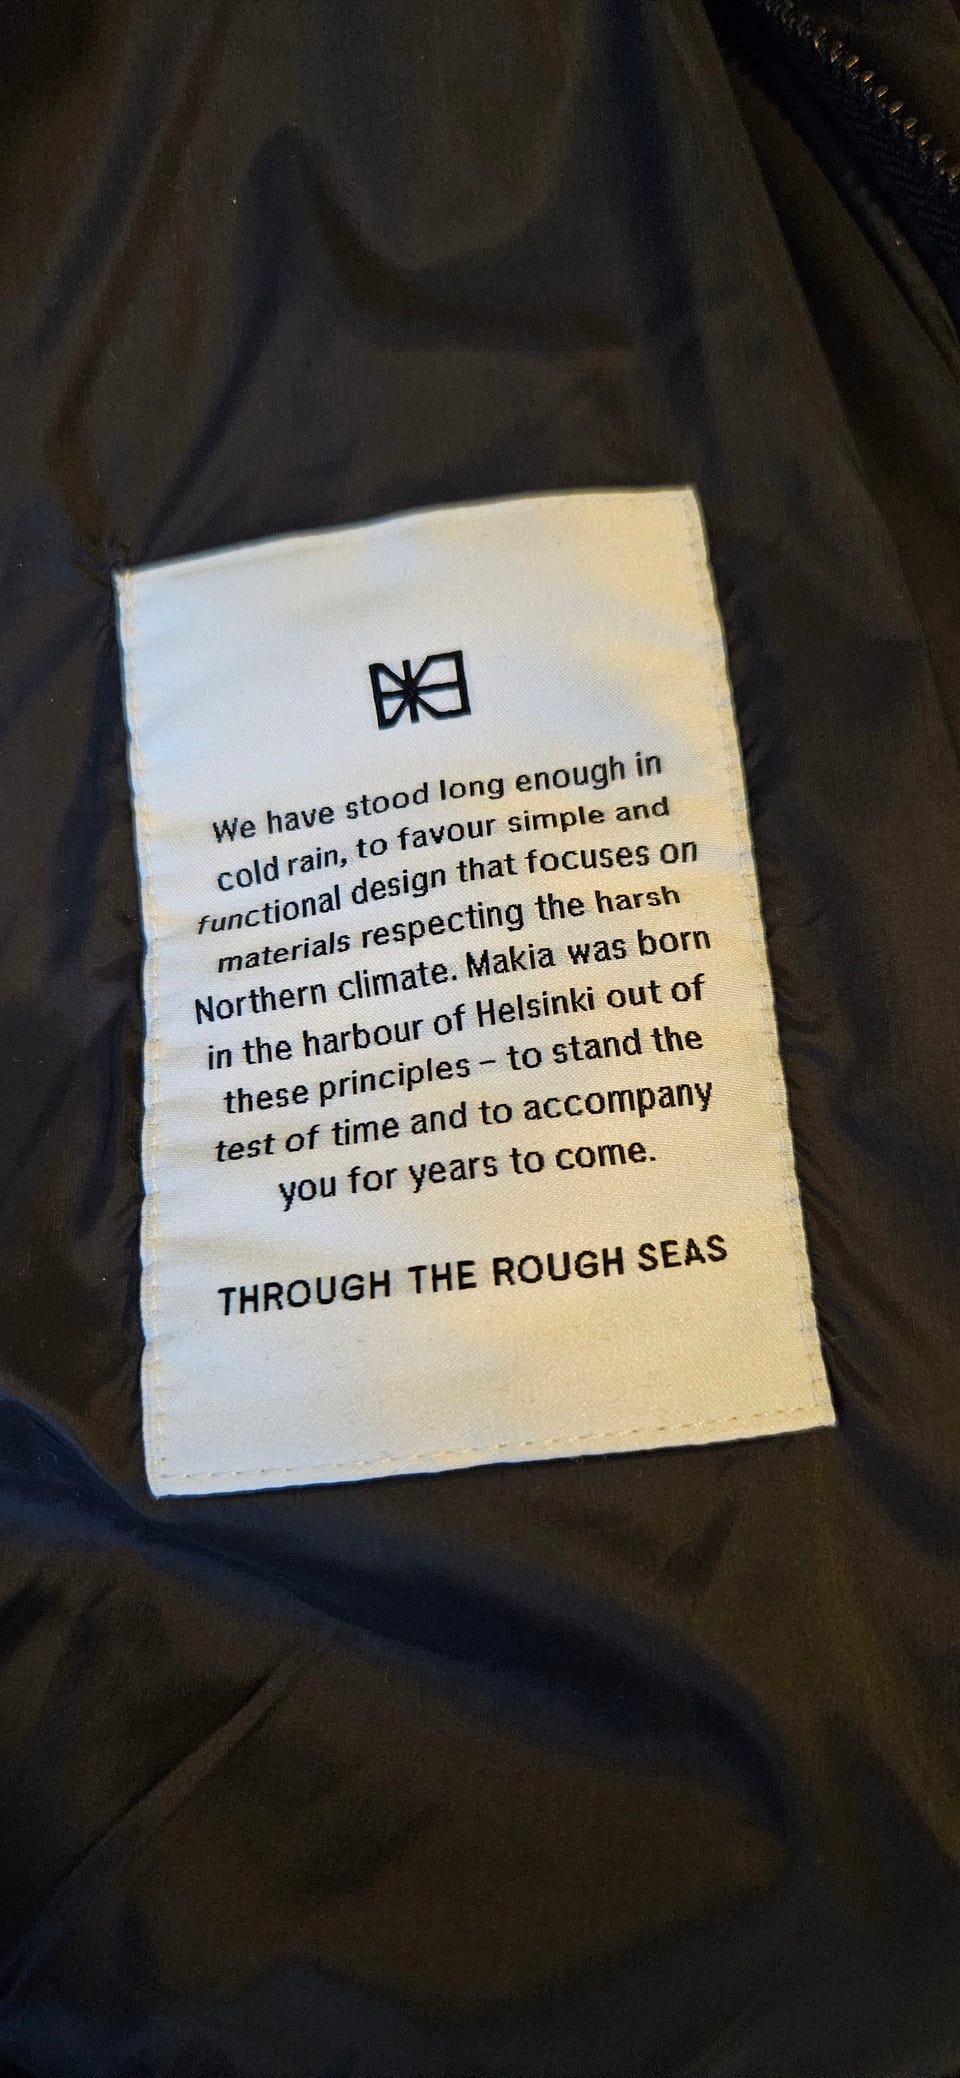 We have stood long enough in
cold rain, to favour simple and
functional design that focuses on
materials respecting the harsh
Northern climate. Makia was born
in the harbour of Helsinki out of
these principles – to stand the
test of time and to accompany
you for years to come.
THROUGH THE ROUGH SEAS